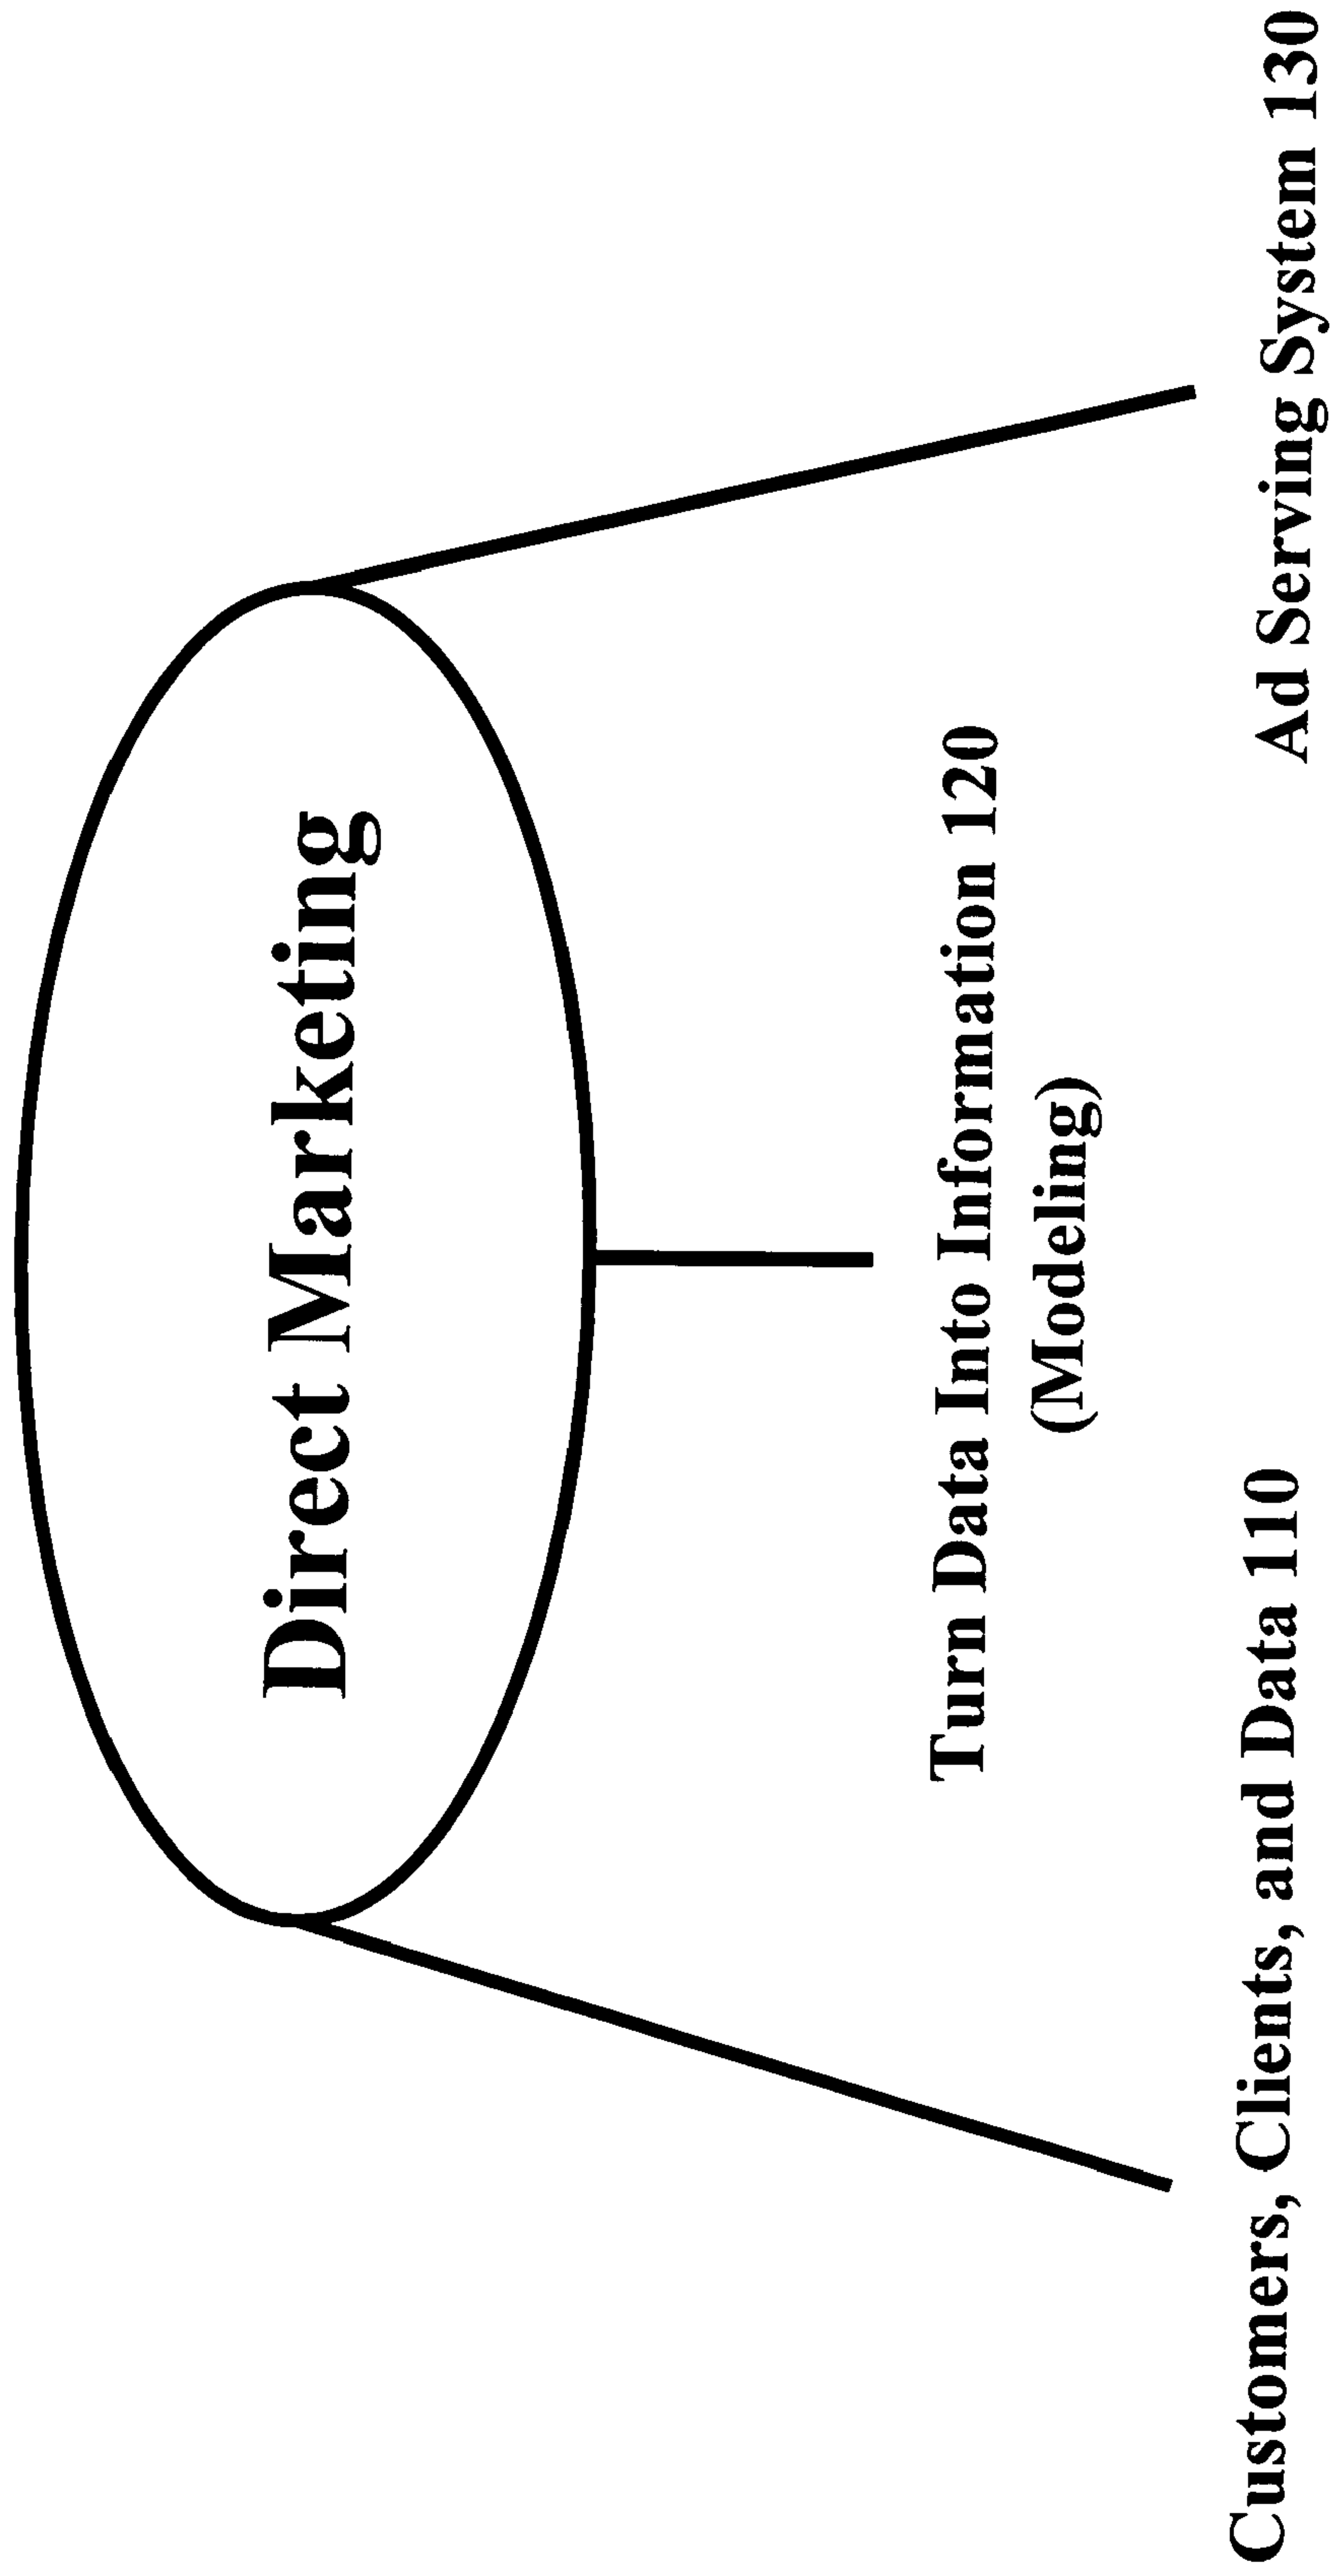 Direct Marketing
Turn Data Into Information 120
(Modeling)
Customers, Clients, and Data 110
Ad Serving System 130